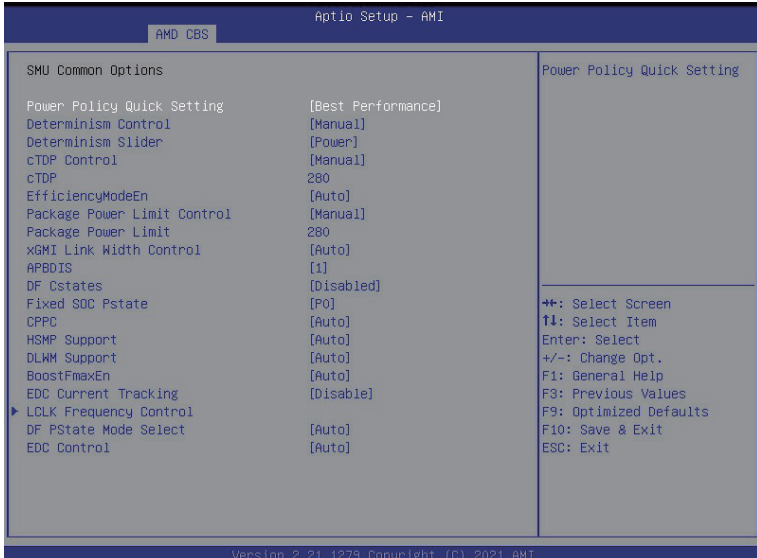 Aptio Setup - AMI
AMD CBS
SMU Common Options
Power Policy Quick Setting [Best Performance]
Determinism Control [Manual]
Determinism Slider [Power]
cTDP Control [Manual]
cTDP 280
EfficiencyModeEn [Auto]
Package Power Limit Control [Manual]
Package Power Limit 280
xGMI Link Width Control [Auto]
APBDIS [1]
DF Cstates [Disabled]
Fixed SOC Pstate [P0]
CPPC [Auto]
HSMP Support [Auto]
DLWM Support [Auto]
BoostFmaxEn [Auto]
EDC Current Tracking [Disable]
LCLK Frequency Control
DF PState Mode Select [Auto]
EDC Control [Auto]
Power Policy Quick Setting
→←: Select Screen
↑↓: Select Item
Enter: Select
+/-: Change Opt.
F1: General Help
F3: Previous Values
F9: Optimized Defaults
F10: Save & Exit
ESC: Exit
Version 2.21.1279 Copyright (C) 2021 AMI